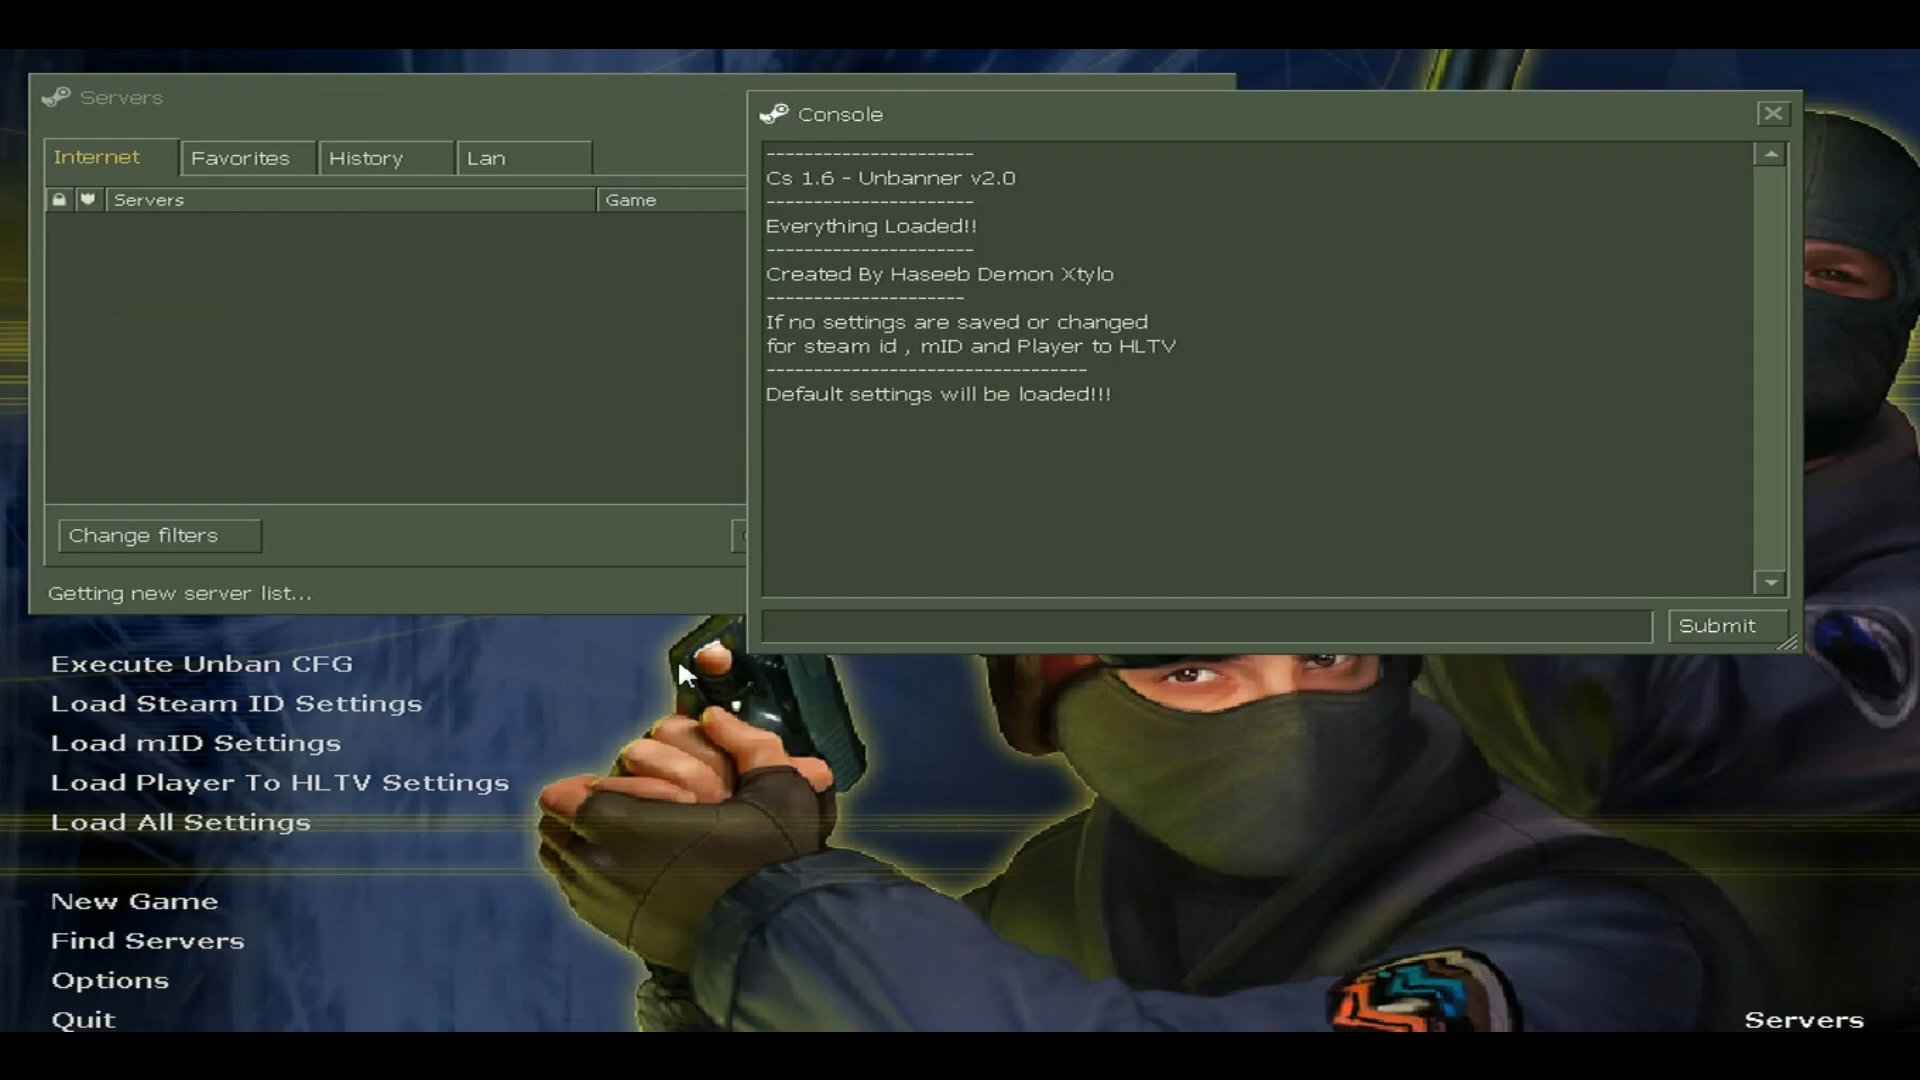 Servers
Internet
Favorites
History
Lan
Servers
Game
Change filters
Getting new server list...
Console
----------------------
Cs 1.6 - Unbanner v2.0
----------------------
Everything Loaded!!
----------------------
Created By Haseeb Demon Xtylo
---------------------
If no settings are saved or changed
for steam id , mID and Player to HLTV
----------------------------------
Default settings will be loaded!!!
Submit
Execute Unban CFG
Load Steam ID Settings
Load mID Settings
Load Player To HLTV Settings
Load All Settings
New Game
Find Servers
Options
Quit
Servers